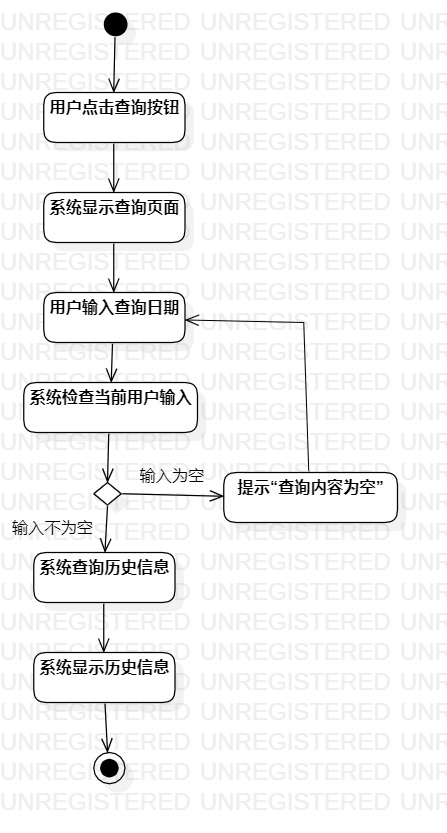 用户点击查询按钮
系统显示查询页面
用户输入查询日期
系统检查当前用户输入
输入为空
提示“查询内容为空”
输入不为空
系统查询历史信息
系统显示历史信息
UNREGISTERED